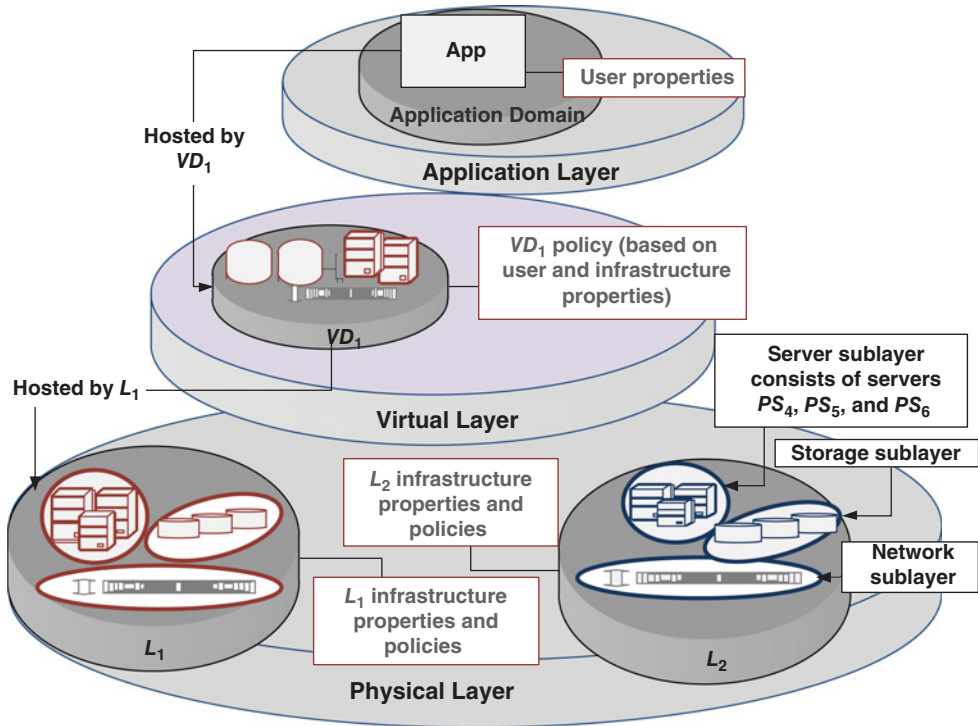 App
User properties
Application Domain
Hosted by
VD₁
Application Layer
VD₁ policy (based on
user and infrastructure
properties)
VD₁
Server sublayer
consists of servers
PS₄, PS₅, and PS₆
Hosted by L₁
Virtual Layer
Storage sublayer
L₂ infrastructure
properties and
policies
Network
sublayer
L₁ infrastructure
properties and
policies
L₁
L₂
Physical Layer